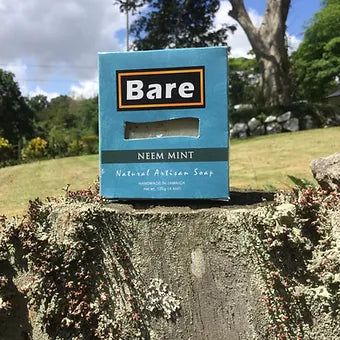 Bare
NEEM MINT
Natural Artisan Soap
HANDMADE IN JAMAICA